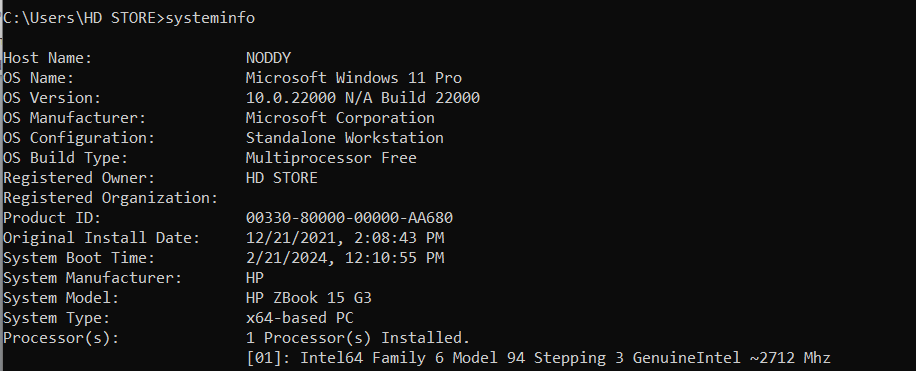 C:\Users\HD STORE>systeminfo
Host Name: NODDY
OS Name: Microsoft Windows 11 Pro
OS Version: 10.0.22000 N/A Build 22000
OS Manufacturer: Microsoft Corporation
OS Configuration: Standalone Workstation
OS Build Type: Multiprocessor Free
Registered Owner: HD STORE
Registered Organization:
Product ID: 00330-80000-00000-AA680
Original Install Date: 12/21/2021, 2:08:43 PM
System Boot Time: 2/21/2024, 12:10:55 PM
System Manufacturer: HP
System Model: HP ZBook 15 G3
System Type: x64-based PC
Processor(s): 1 Processor(s) Installed.
[01]: Intel64 Family 6 Model 94 Stepping 3 GenuineIntel ~2712 Mhz